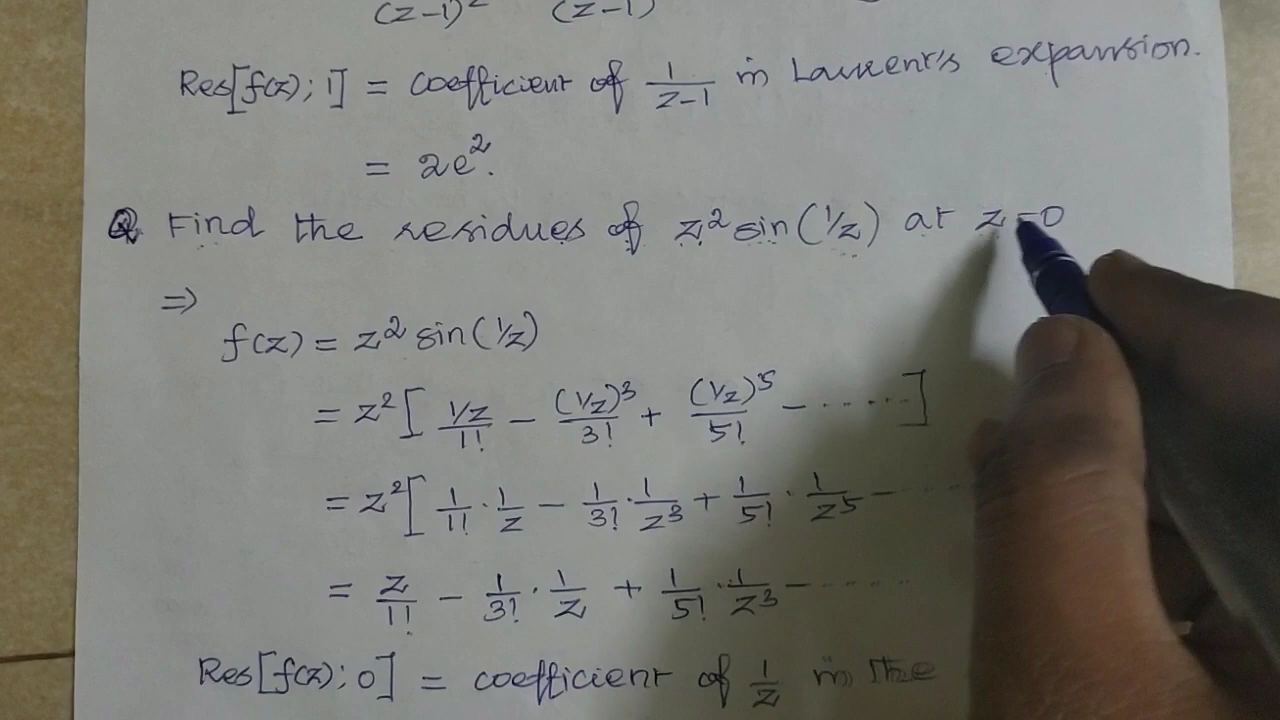 (z-1)² (z-1)
Res[f(z); 1] = coefficient of 1/(z-1) in Laurent's expansion.
= 2e².
Q Find the residues of z² sin(1/z) at z=0
⇒
f(z) = z² sin(1/z)
= z² [ (1/z)/1! - (1/z)³/3! + (1/z)⁵/5! - ...... ]
= z² [ 1/1! · 1/z - 1/3! · 1/z³ + 1/5! · 1/z⁵ - ......
= z/1! - 1/3! · 1/z + 1/5! · 1/z³ - ......
Res[f(z); 0] = coefficient of 1/z in the